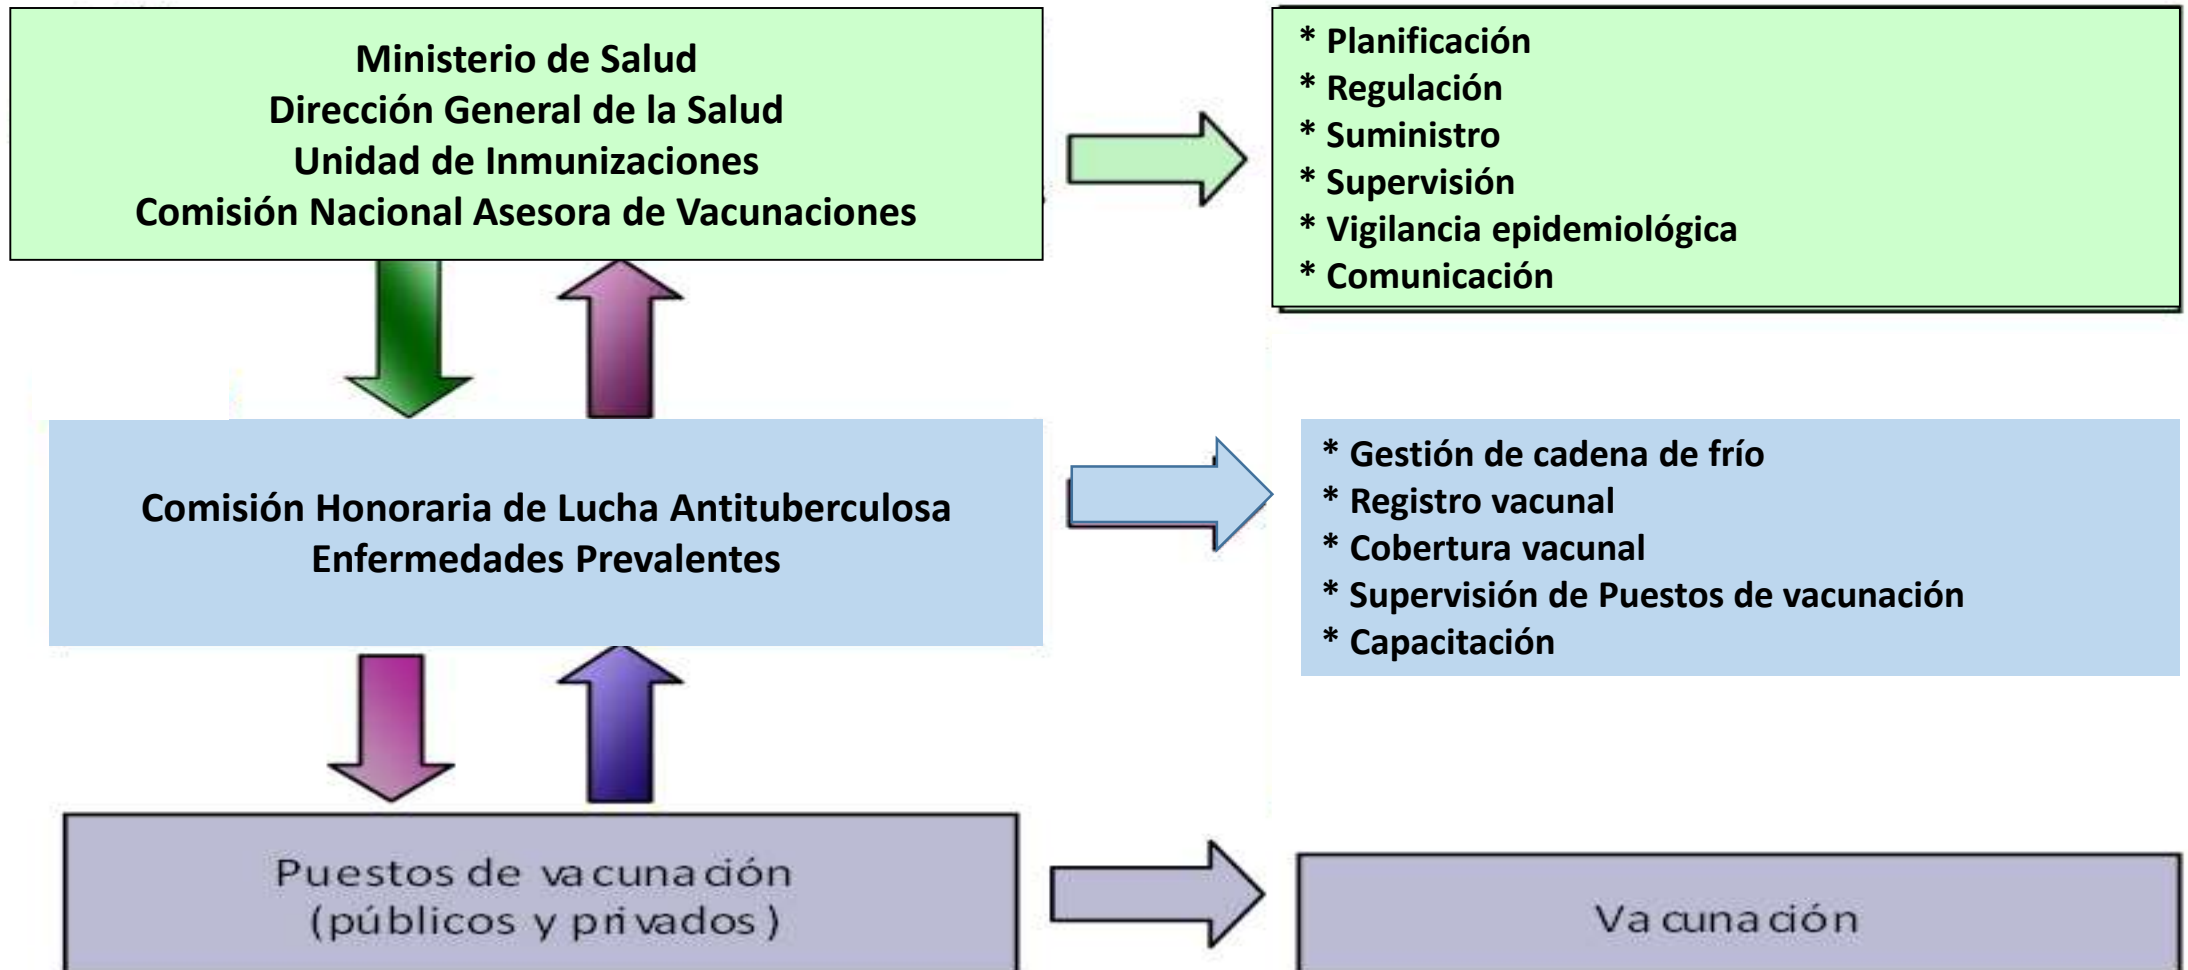 Ministerio de Salud
Dirección General de la Salud
Unidad de Inmunizaciones
Comisión Nacional Asesora de Vacunaciones
* Planificación
* Regulación
* Suministro
* Supervisión
* Vigilancia epidemiológica
* Comunicación
Comisión Honoraria de Lucha Antituberculosa
Enfermedades Prevalentes
* Gestión de cadena de frío
* Registro vacunal
* Cobertura vacunal
* Supervisión de Puestos de vacunación
* Capacitación
Puestos de vacunación
(públicos y privados)
Vacunación